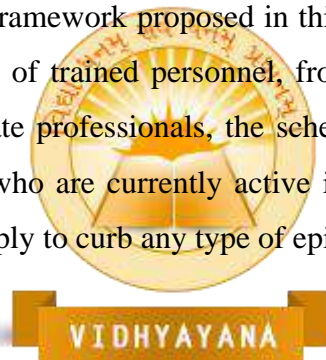 ramework proposed in thi
of trained personnel, fro
ate professionals, the sche
who are currently active i
ply to curb any type of epi
VIDHYAYANA